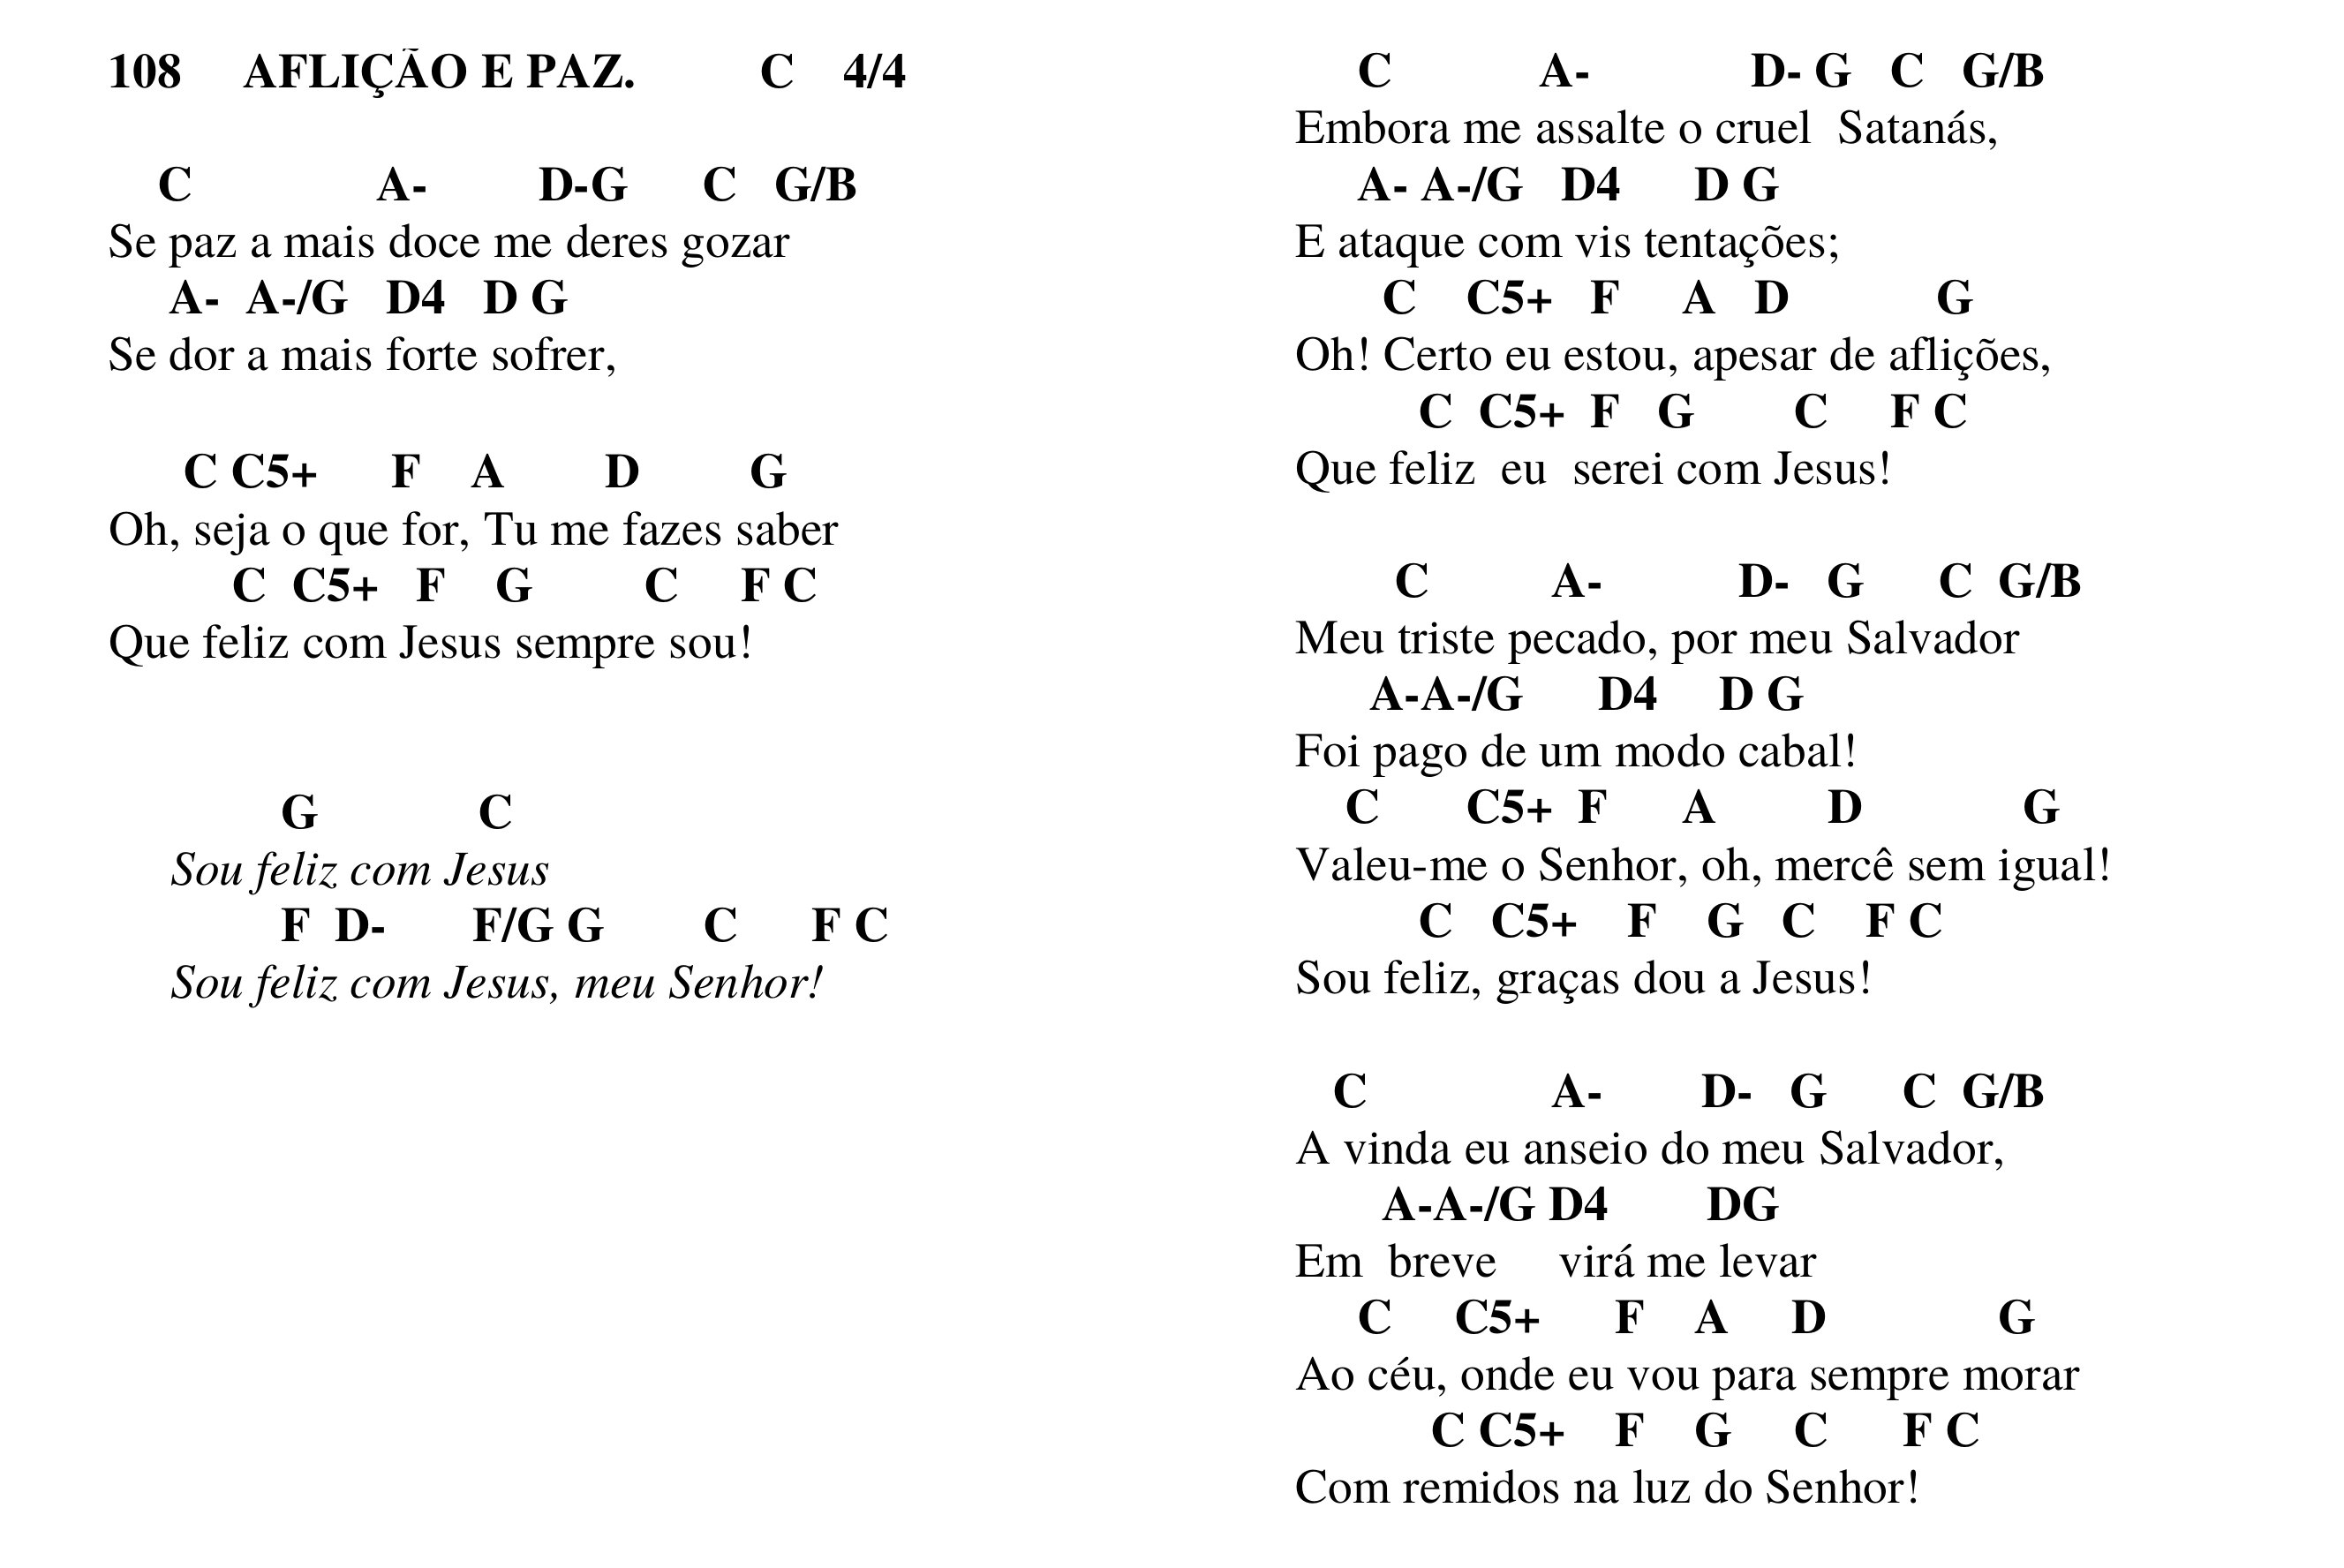 108 AFLIÇÃO E PAZ. C 4/4
C A- D-G C G/B
Se paz a mais doce me deres gozar
A- A-/G D4 D G
Se dor a mais forte sofrer,
C C5+ F A D G
Oh, seja o que for, Tu me fazes saber
C C5+ F G C F C
Que feliz com Jesus sempre sou!
G C
Sou feliz com Jesus
F D- F/G G C F C
Sou feliz com Jesus, meu Senhor!
C A- D- G C G/B
Embora me assalte o cruel Satanás,
A- A-/G D4 D G
E ataque com vis tentações;
C C5+ F A D G
Oh! Certo eu estou, apesar de aflições,
C C5+ F G C F C
Que feliz eu serei com Jesus!
C A- D- G C G/B
Meu triste pecado, por meu Salvador
A-A-/G D4 D G
Foi pago de um modo cabal!
C C5+ F A D G
Valeu-me o Senhor, oh, mercê sem igual!
C C5+ F G C F C
Sou feliz, graças dou a Jesus!
C A- D- G C G/B
A vinda eu anseio do meu Salvador,
A-A-/G D4 DG
Em breve virá me levar
C C5+ F A D G
Ao céu, onde eu vou para sempre morar
C C5+ F G C F C
Com remidos na luz do Senhor!